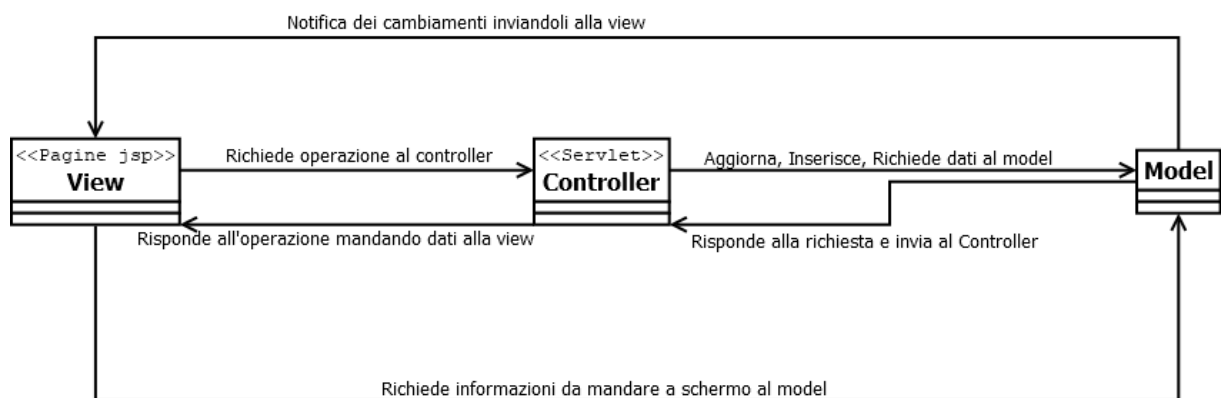 Notifica dei cambiamenti inviandoli alla view
<<Pagine jsp>>
View
Richiede operazione al controller
<<Servlet>>
Controller
Aggiorna, Inserisce, Richiede dati al model
Model
Risponde all'operazione mandando dati alla view
Risponde alla richiesta e invia al Controller
Richiede informazioni da mandare a schermo al model